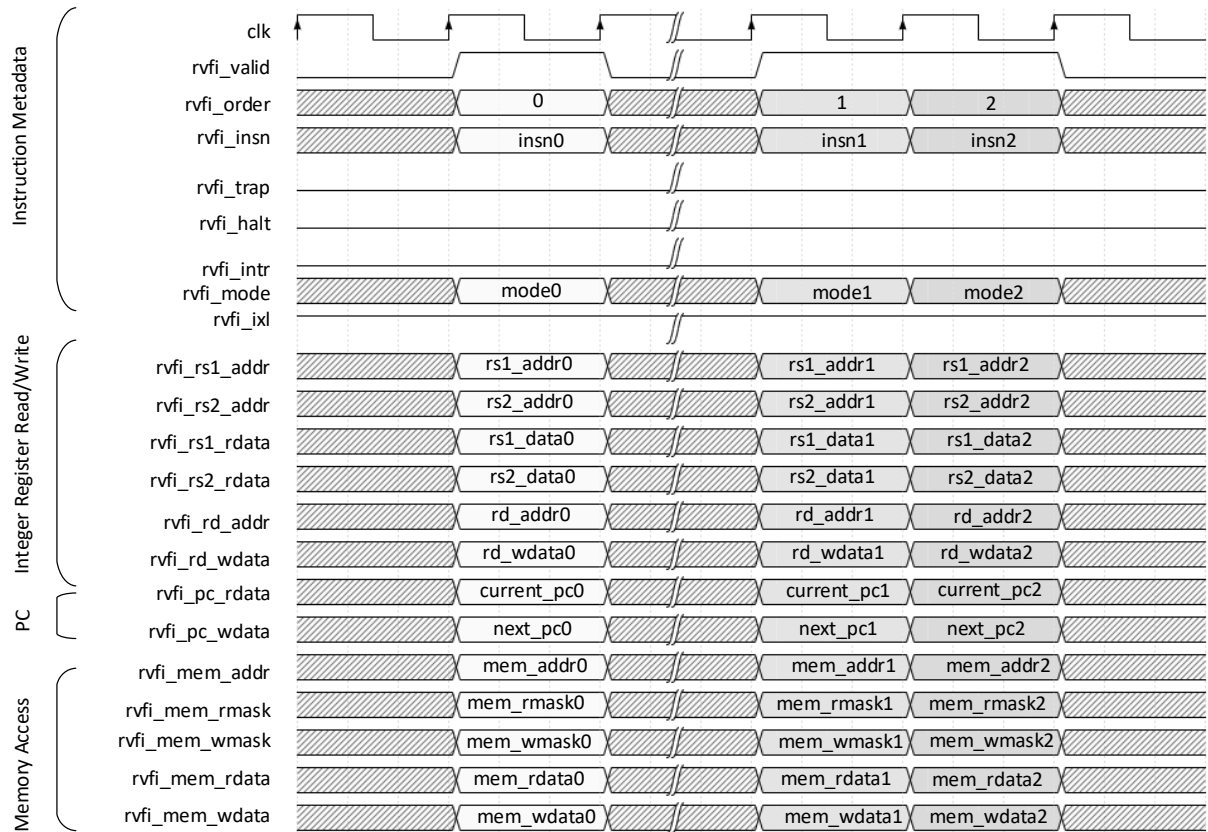 Instruction Metadata
clk
rvfi_valid
rvfi_order 0 1 2
rvfi_insn insn0 insn1 insn2
rvfi_trap
rvfi_halt
rvfi_intr
rvfi_mode mode0 mode1 mode2
rvfi_ixl
Integer Register Read/Write
rvfi_rs1_addr rs1_addr0 rs1_addr1 rs1_addr2
rvfi_rs2_addr rs2_addr0 rs2_addr1 rs2_addr2
rvfi_rs1_rdata rs1_data0 rs1_data1 rs1_data2
rvfi_rs2_rdata rs2_data0 rs2_data1 rs2_data2
rvfi_rd_addr rd_addr0 rd_addr1 rd_addr2
rvfi_rd_wdata rd_wdata0 rd_wdata1 rd_wdata2
PC
rvfi_pc_rdata current_pc0 current_pc1 current_pc2
rvfi_pc_wdata next_pc0 next_pc1 next_pc2
Memory Access
rvfi_mem_addr mem_addr0 mem_addr1 mem_addr2
rvfi_mem_rmask mem_rmask0 mem_rmask1 mem_rmask2
rvfi_mem_wmask mem_wmask0 mem_wmask1 mem_wmask2
rvfi_mem_rdata mem_rdata0 mem_rdata1 mem_rdata2
rvfi_mem_wdata mem_wdata0 mem_wdata1 mem_wdata2